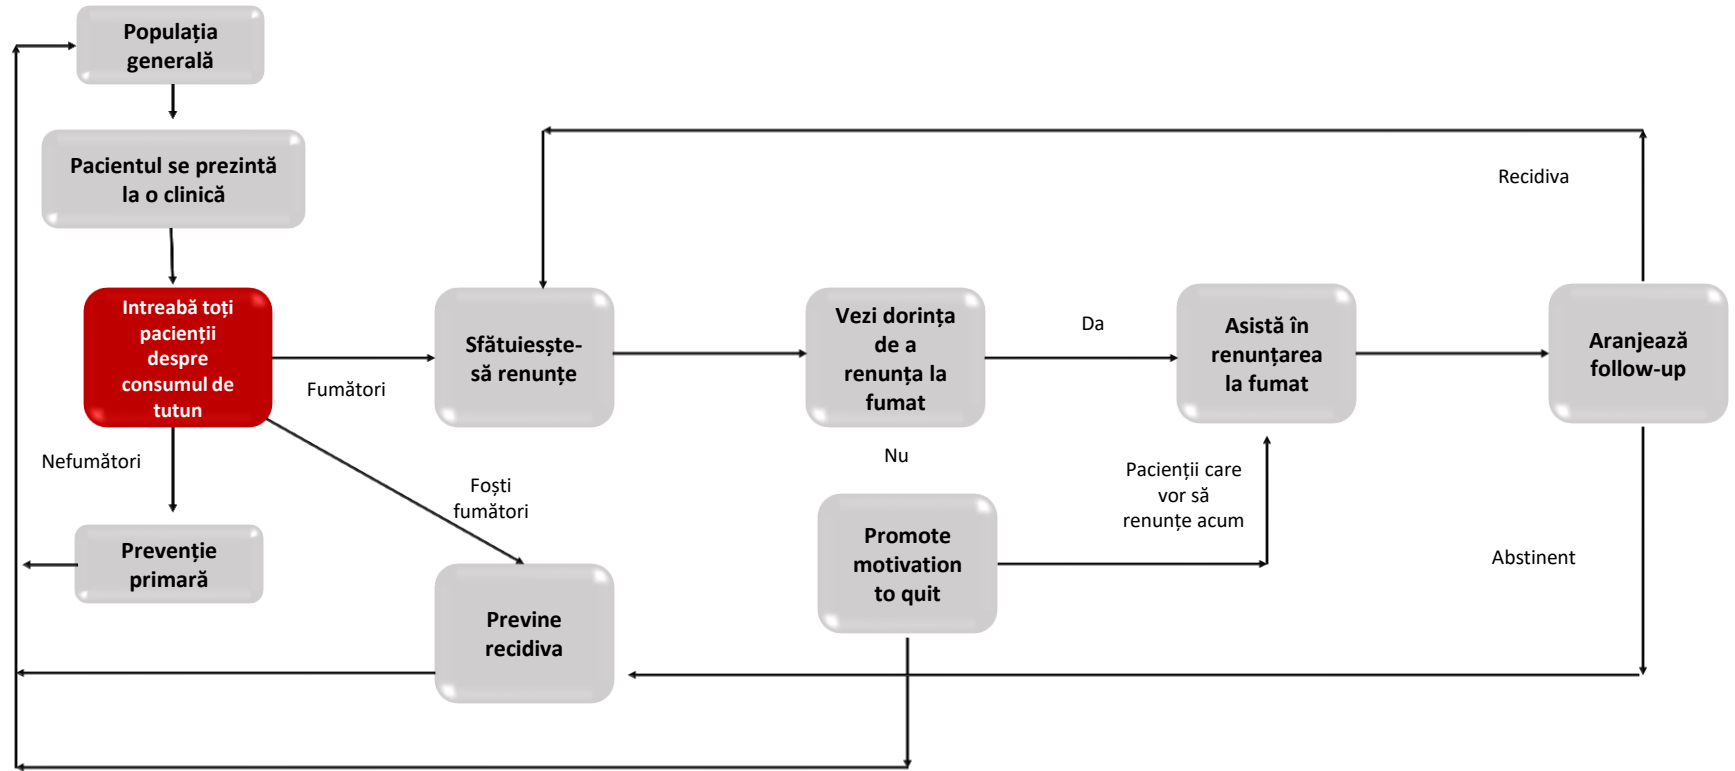 Populația
generală
Pacientul se prezintă
la o clinică
Intreabă toți
pacienții
despre
consumul de
tutun
Fumători
Nefumători
Foști
fumători
Prevenție
primară
Previne
recidiva
Sfătuiesște-
să renunțe
Vezi dorința
de a
renunța la
fumat
Da
Nu
Promote
motivation
to quit
Pacienții care
vor să
renunțe acum
Asistă în
renunțarea
la fumat
Aranjează
follow-up
Recidiva
Abstinent